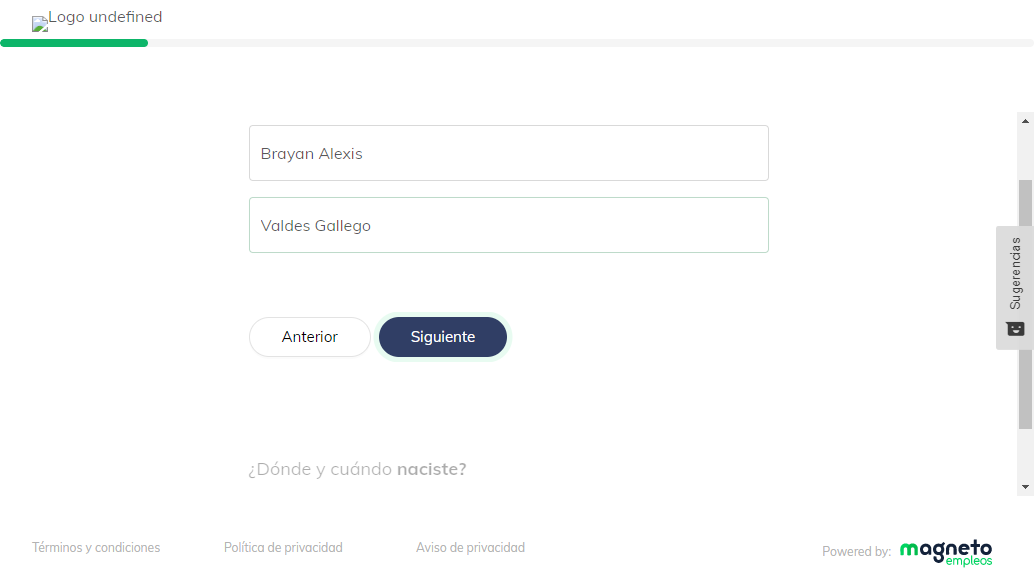 Logo undefined
Brayan Alexis
Valdes Gallego
Sugerencias
Anterior
Siguiente
¿Dónde y cuándo naciste?
Términos y condiciones
Política de privacidad
Aviso de privacidad
Powered by:
magneto
empleos